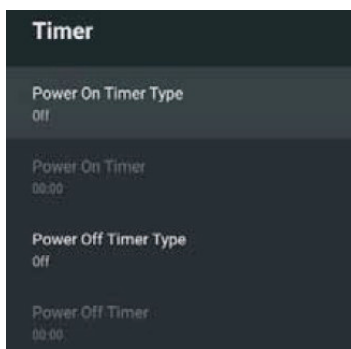 Timer
Power On Timer Type
Off
Power On Timer
00:00
Power Off Timer Type
Off
Power Off Timer
00:00